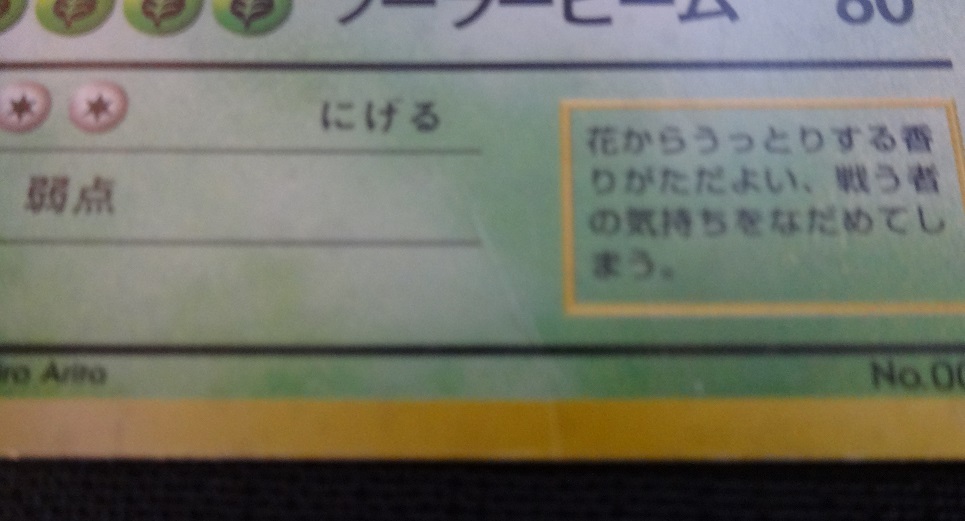 ソーラービーム 60
にげる
弱点
花からうっとりする香
りがただよい、戦う者
の気持ちをなだめてし
まう。
Arita
No.00